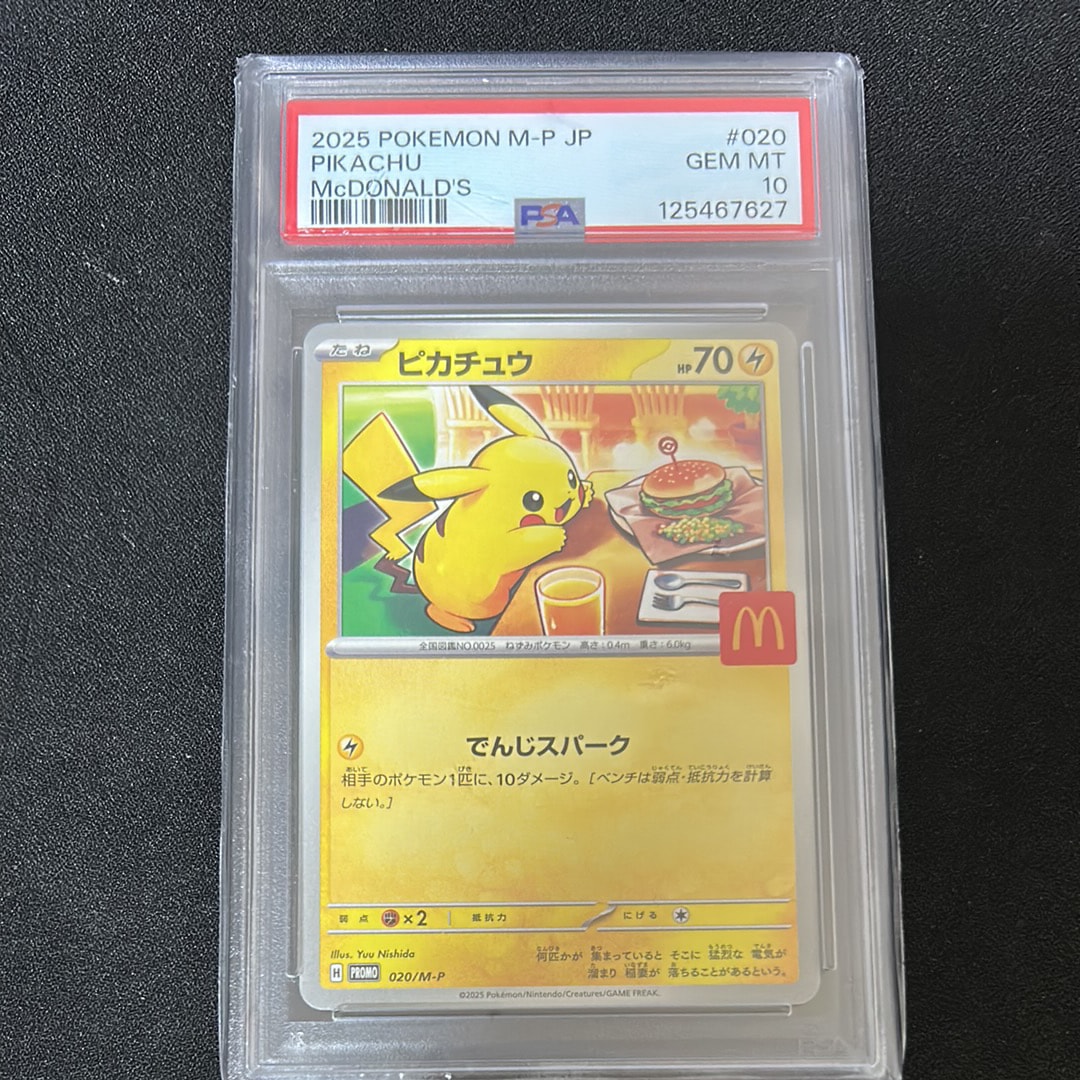 2025 POKEMON M-P JP #020
PIKACHU GEM MT
McDONALD'S 10
PSA 125467627
たね ピカチュウ HP70
全国図鑑NO.0025 ねずみポケモン 高さ:0.4m 重さ:6.0kg
でんじスパーク
相手のポケモン1匹に、10ダメージ。[ベンチは弱点・抵抗力を計算
しない。]
弱点 ×2 抵抗力 にげる
Illus. Yuu Nishida
何匹かが 集まっていると そこに 猛烈な 電気が
溜まり 稲妻が 落ちることがあるという。
H PROMO 020/M-P
©2025 Pokémon/Nintendo/Creatures/GAME FREAK.